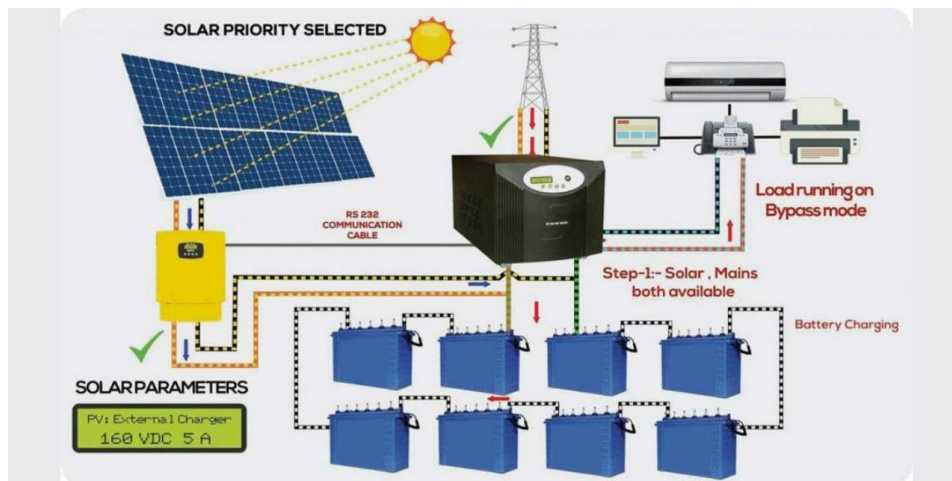 SOLAR PRIORITY SELECTED
RS 232
COMMUNICATION
CABLE
Load running on
Bypass mode
Step-1:- Solar , Mains
both available
Battery Charging
SOLAR PARAMETERS
PV: External Charger
160 VDC 5 A